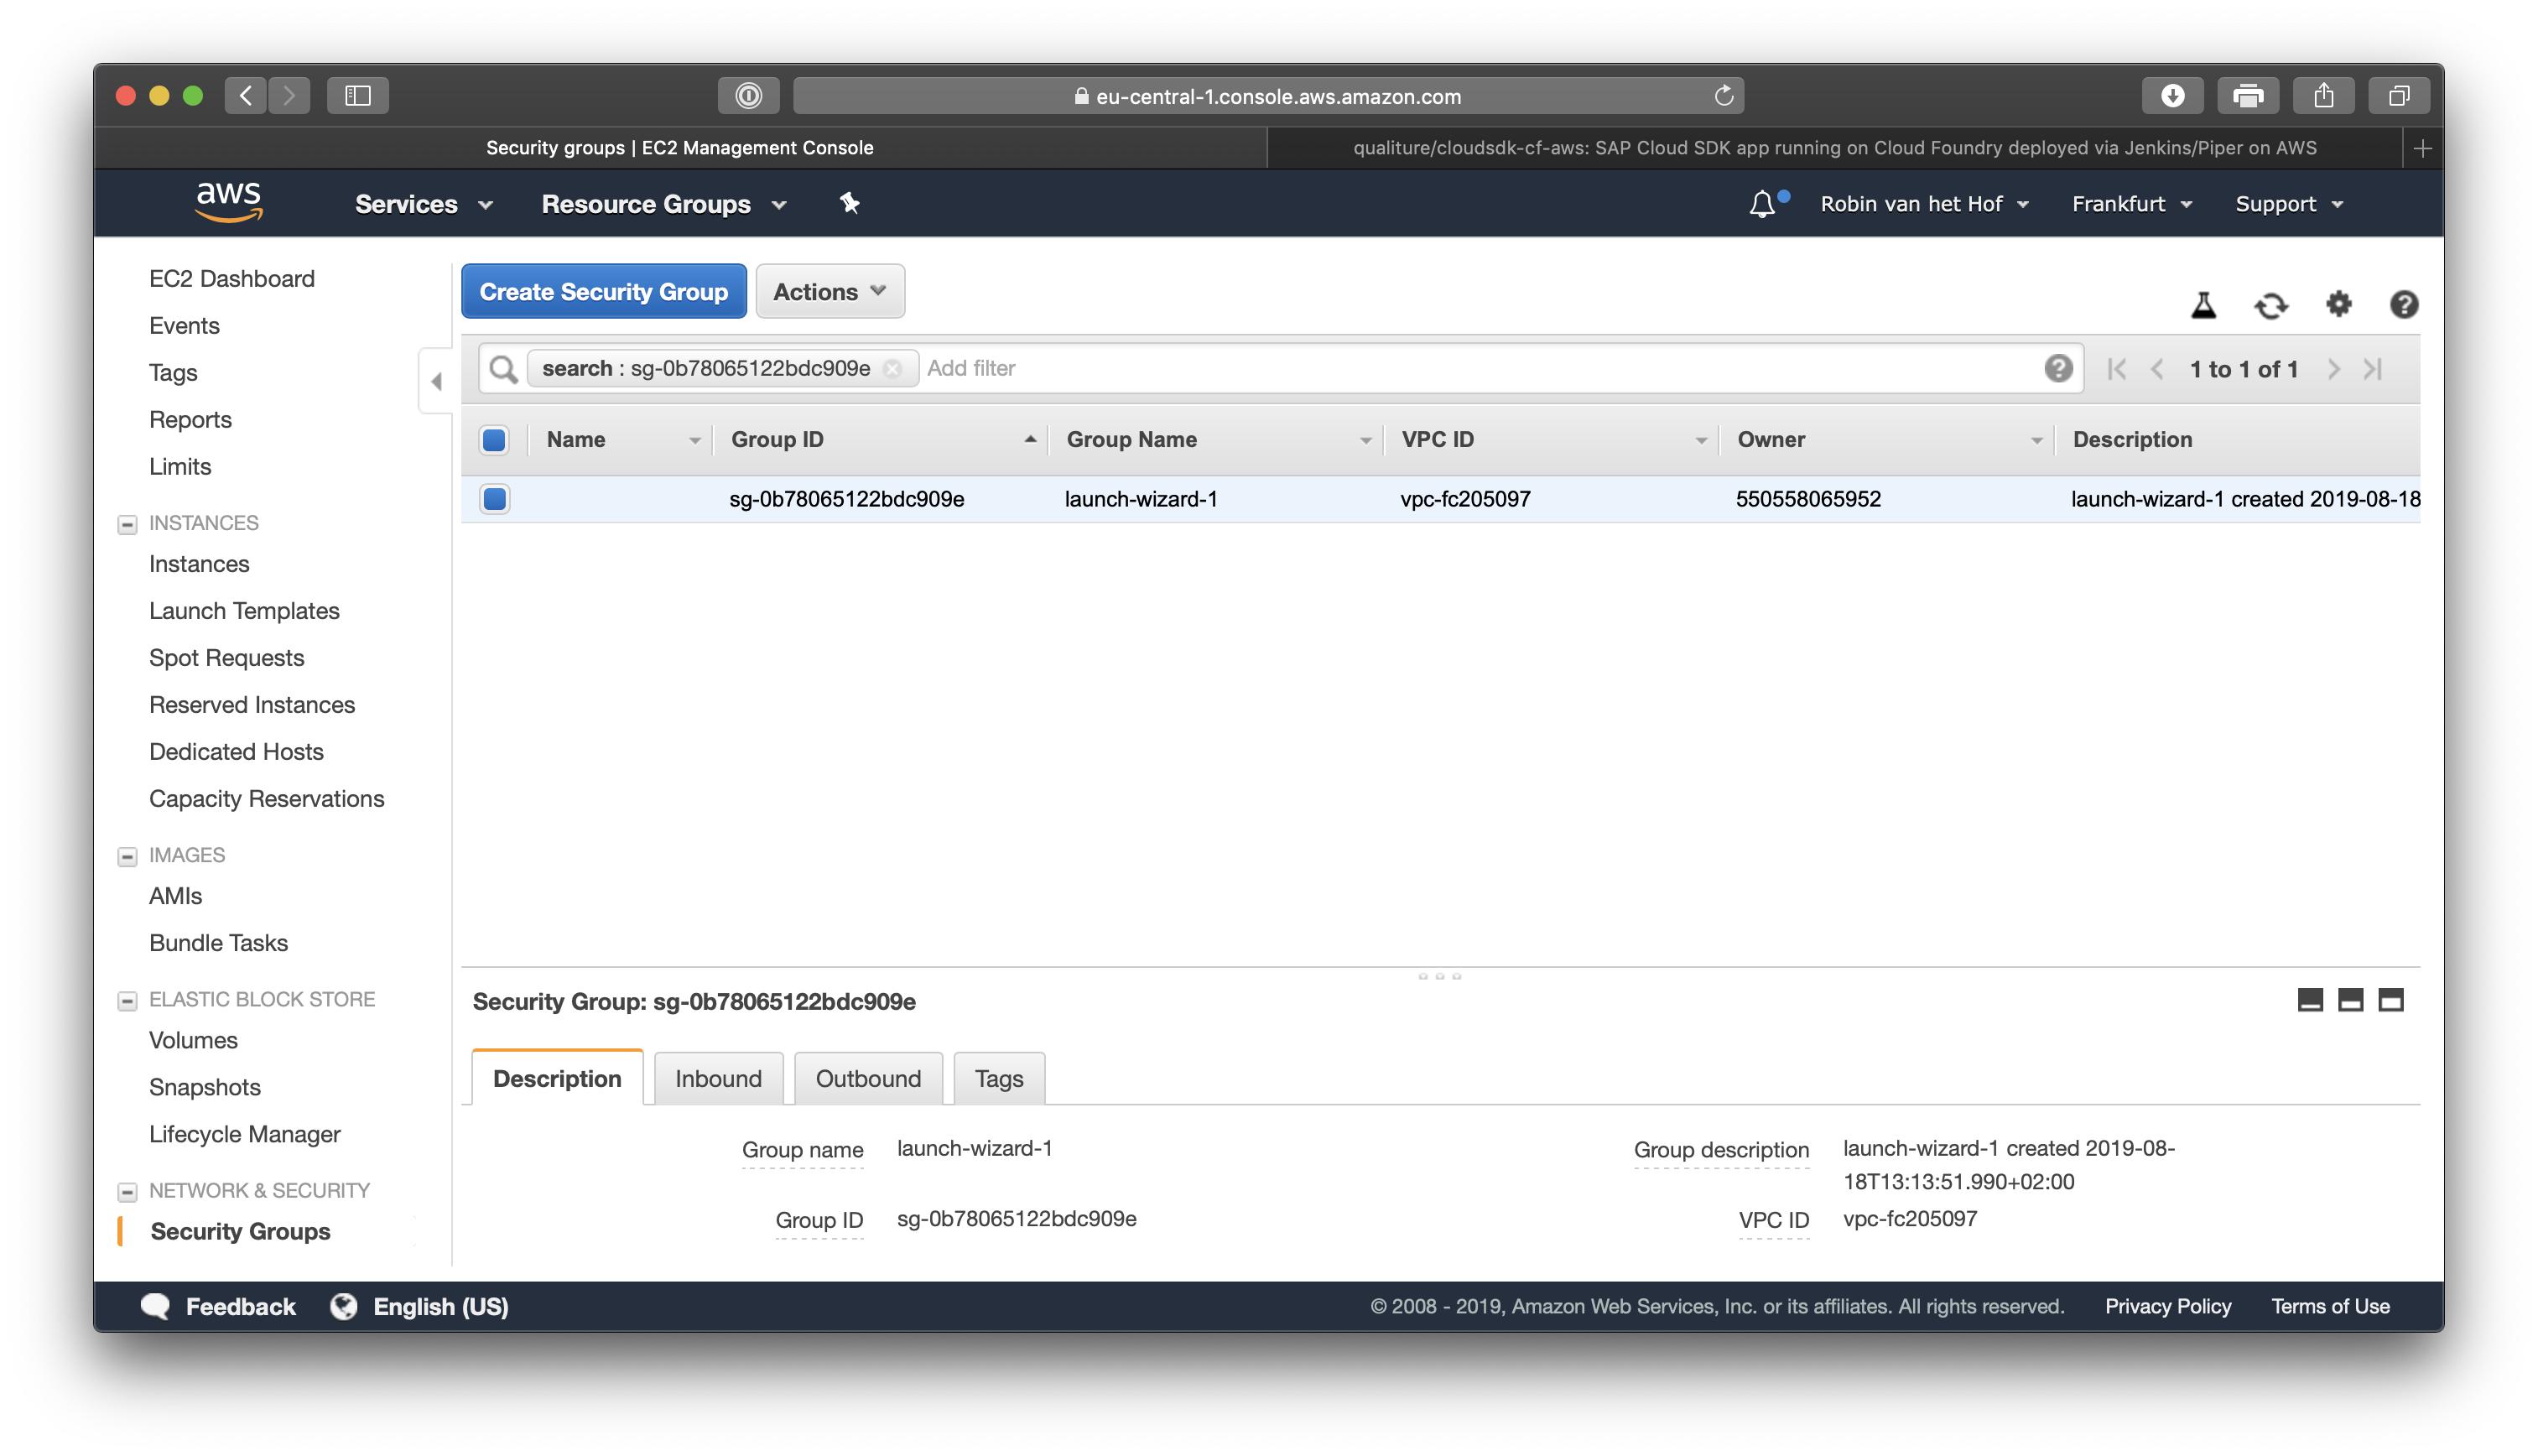 eu-central-1.console.aws.amazon.com
Security groups | EC2 Management Console
qualiture/cloudsdk-cf-aws: SAP Cloud SDK app running on Cloud Foundry deployed via Jenkins/Piper on AWS
aws
Services
Resource Groups
Robin van het Hof
Frankfurt
Support
EC2 Dashboard
Events
Tags
Reports
Limits
INSTANCES
Instances
Launch Templates
Spot Requests
Reserved Instances
Dedicated Hosts
Capacity Reservations
IMAGES
AMIs
Bundle Tasks
ELASTIC BLOCK STORE
Volumes
Snapshots
Lifecycle Manager
NETWORK & SECURITY
Security Groups
Create Security Group
Actions
search : sg-0b78065122bdc909e
Add filter
1 to 1 of 1
Name Group ID Group Name VPC ID Owner Description
sg-0b78065122bdc909e launch-wizard-1 vpc-fc205097 550558065952 launch-wizard-1 created 2019-08-18
Security Group: sg-0b78065122bdc909e
Description
Inbound
Outbound
Tags
Group name launch-wizard-1
Group description launch-wizard-1 created 2019-08-
18T13:13:51.990+02:00
Group ID sg-0b78065122bdc909e
VPC ID vpc-fc205097
Feedback
English (US)
© 2008 - 2019, Amazon Web Services, Inc. or its affiliates. All rights reserved.
Privacy Policy
Terms of Use